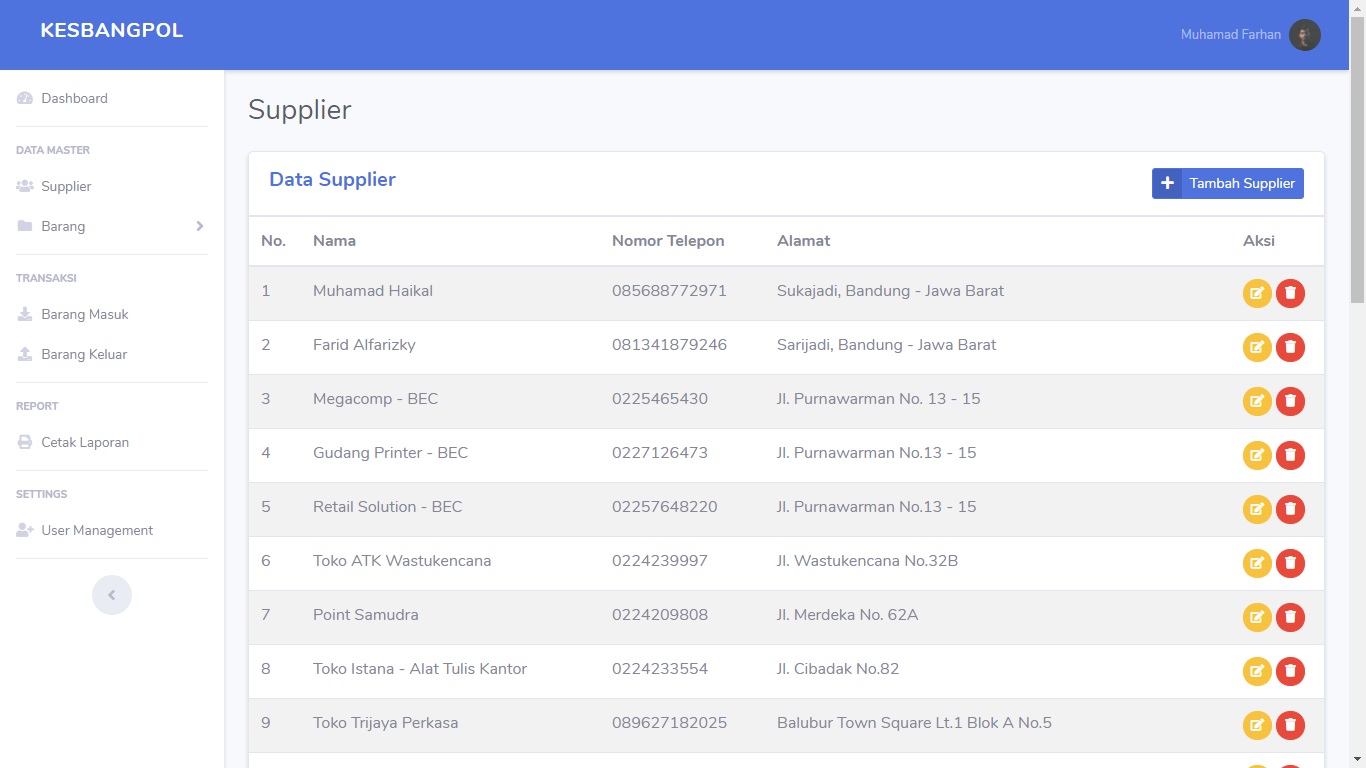 KESBANGPOL
Muhamad Farhan
Dashboard
DATA MASTER
Supplier
Barang
TRANSAKSI
Barang Masuk
Barang Keluar
REPORT
Cetak Laporan
SETTINGS
User Management
Supplier
Data Supplier
Tambah Supplier
No. Nama Nomor Telepon Alamat Aksi
1 Muhamad Haikal 085688772971 Sukajadi, Bandung - Jawa Barat
2 Farid Alfarizky 081341879246 Sarijadi, Bandung - Jawa Barat
3 Megacomp - BEC 0225465430 Jl. Purnawarman No. 13 - 15
4 Gudang Printer - BEC 0227126473 Jl. Purnawarman No.13 - 15
5 Retail Solution - BEC 02257648220 Jl. Purnawarman No.13 - 15
6 Toko ATK Wastukencana 0224239997 Jl. Wastukencana No.32B
7 Point Samudra 0224209808 Jl. Merdeka No. 62A
8 Toko Istana - Alat Tulis Kantor 0224233554 Jl. Cibadak No.82
9 Toko Trijaya Perkasa 089627182025 Balubur Town Square Lt.1 Blok A No.5